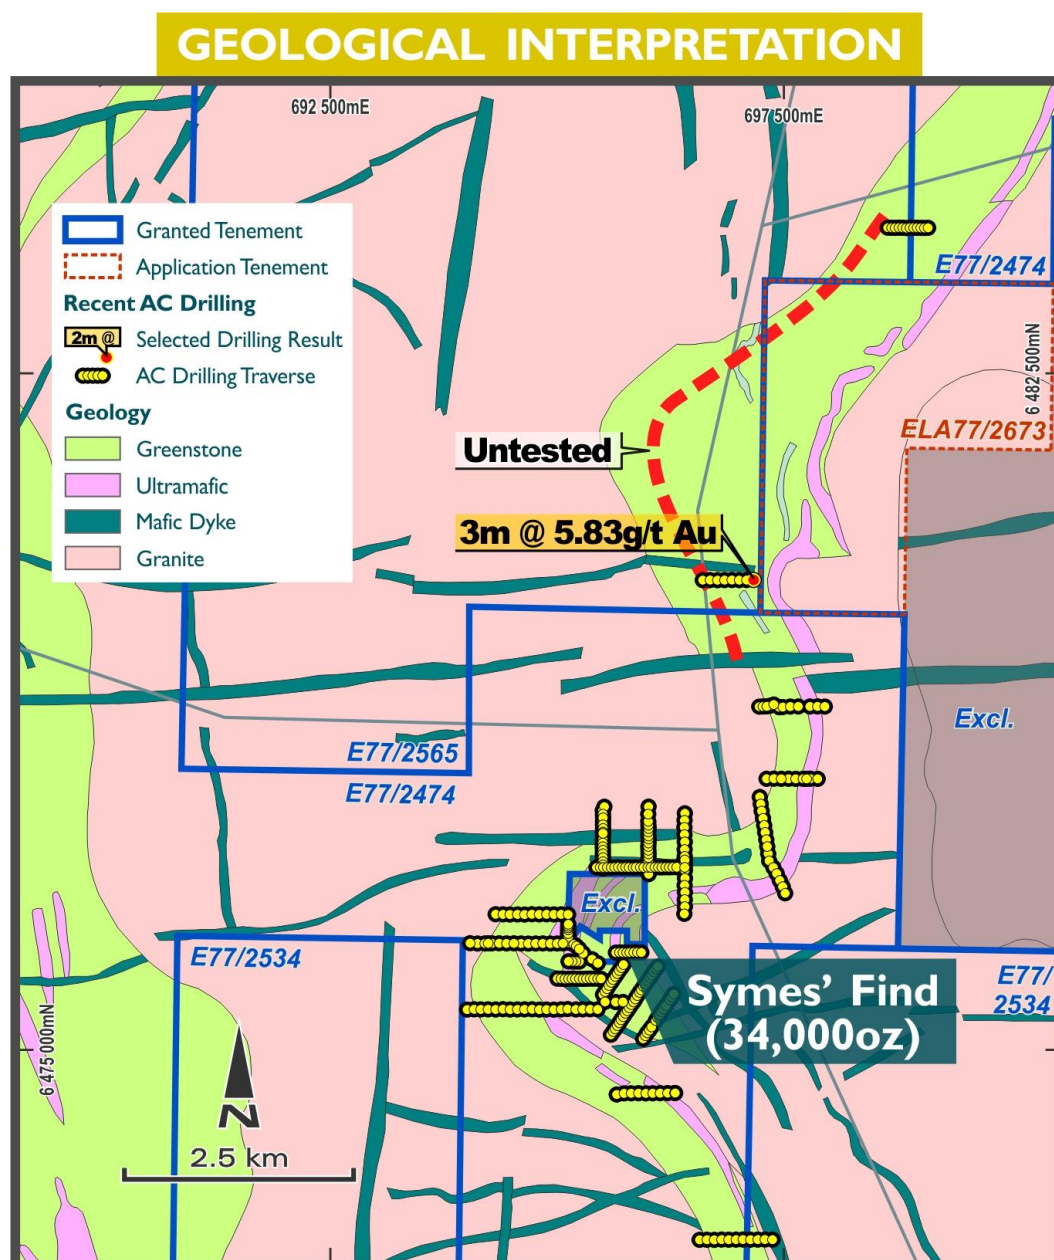 GEOLOGICAL INTERPRETATION
692 500mE
697 500mE
Granted Tenement
Application Tenement
Recent AC Drilling
2m @
Selected Drilling Result
AC Drilling Traverse
Geology
Greenstone
Ultramafic
Mafic Dyke
Granite
E77/2474
6 482 500mN
ELA77/2673
Untested
3m @ 5.83g/t Au
Excl.
E77/2565
E77/2474
Excl.
E77/2534
E77/
2534
Symes’ Find
(34,000oz)
6 475 000mN
N
2.5 km